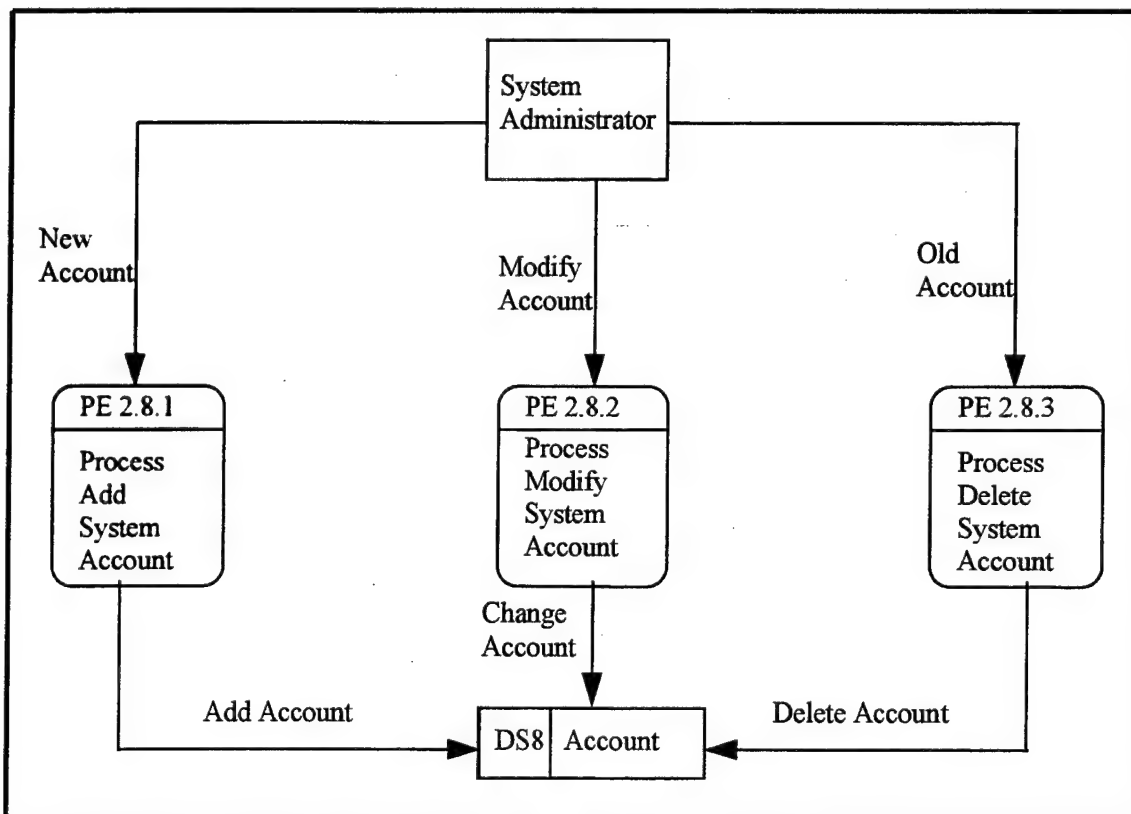 System
Administrator
New
Account
Modify
Account
Old
Account
PE 2.8.1
Process
Add
System
Account
PE 2.8.2
Process
Modify
System
Account
PE 2.8.3
Process
Delete
System
Account
Change
Account
Add Account
Delete Account
DS8
Account